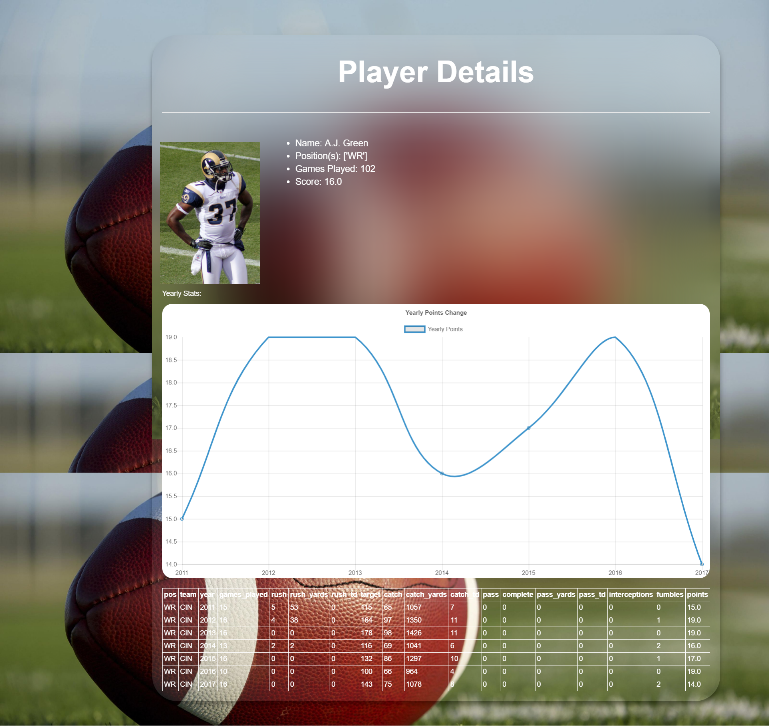 Player Details
Name: A.J. Green
Position(s): ['WR']
Games Played: 102
Score: 16.0
37
Yearly Stats:
Yearly Points Change
Yearly Points
19.0
18.5
18.0
17.5
17.0
16.5
16.0
15.5
15.0
14.0
2011 2012 2013 2014 2015 2016 2017
pos team year games_played rush rush_yards rush_td target catch catch_yards catch_td pass complete pass_yards pass_td interceptions fumbles points
WR CIN 2011 15 5 53 0 115 65 1057 7 0 0 0 0 0 0 15.0
WR CIN 2012 16 4 38 0 164 97 1350 11 0 0 0 0 0 1 19.0
WR CIN 2013 16 0 0 0 178 98 1426 11 0 0 0 0 0 0 19.0
WR CIN 2014 13 2 2 0 116 69 1041 6 0 0 0 0 0 2 16.0
WR CIN 2015 16 0 0 0 132 86 1297 10 0 0 0 0 0 1 17.0
WR CIN 2016 10 0 0 0 100 66 964 4 0 0 0 0 0 0 19.0
WR CIN 2017 16 0 0 0 143 75 1078 8 0 0 0 0 0 2 14.0